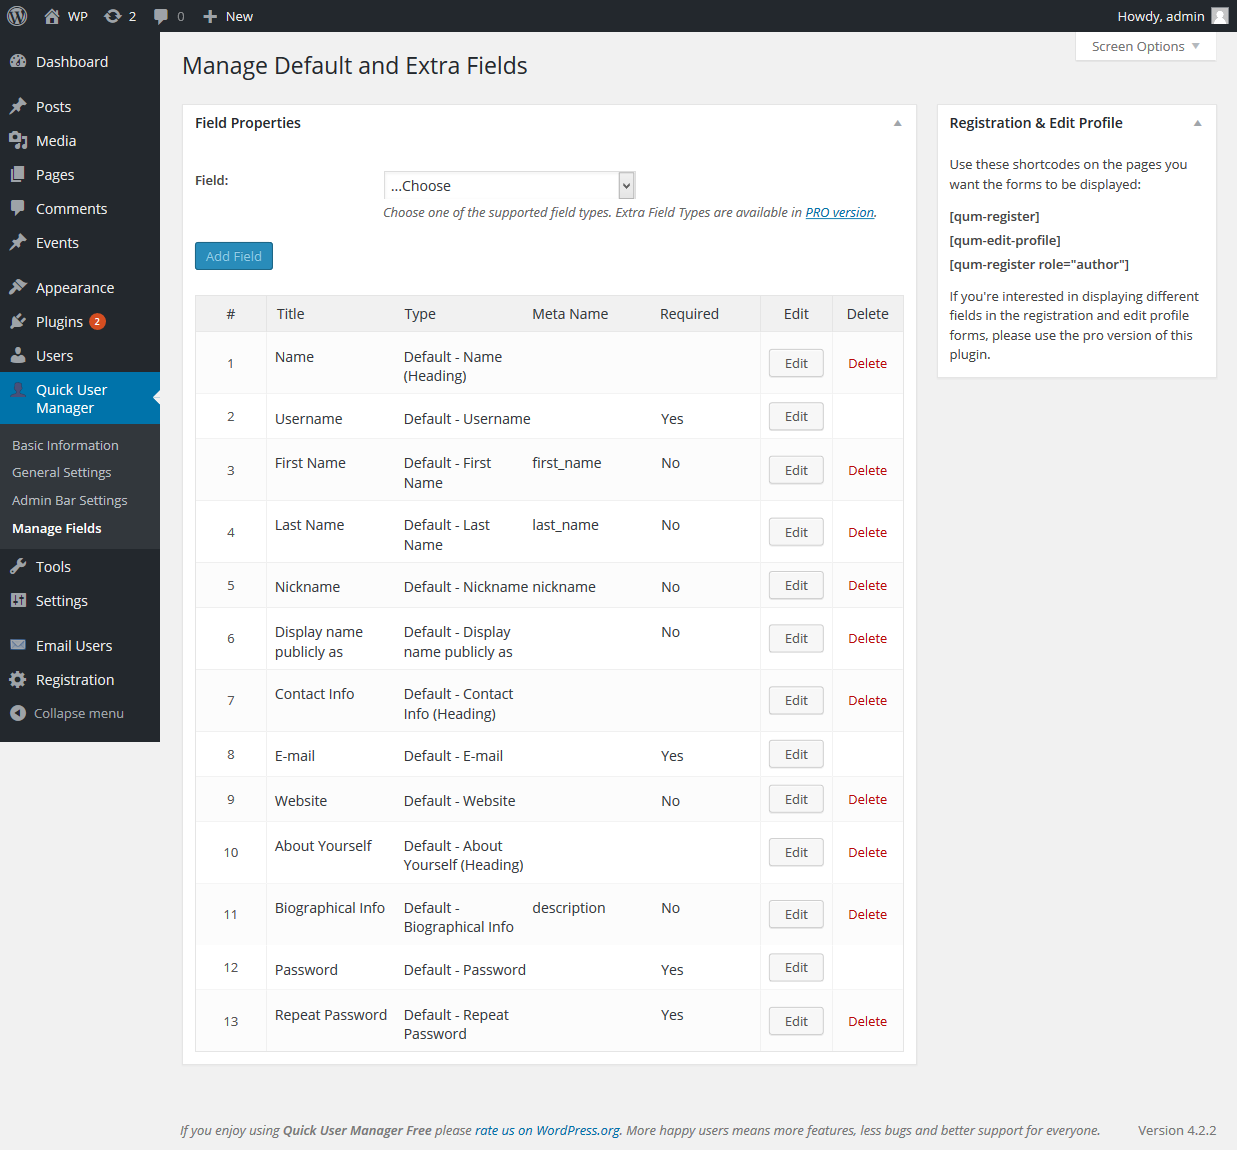 WP 2 0 New Howdy, admin
Screen Options
Dashboard
Posts
Media
Pages
Comments
Events
Appearance
Plugins 2
Users
Quick User
Manager
Basic Information
General Settings
Admin Bar Settings
Manage Fields
Tools
Settings
Email Users
Registration
Collapse menu
Manage Default and Extra Fields
Field Properties
Field: ...Choose
Choose one of the supported field types. Extra Field Types are available in PRO version.
Add Field
# Title Type Meta Name Required Edit Delete
1 Name Default - Name Edit Delete
(Heading)
2 Username Default - Username Yes Edit
3 First Name Default - First first_name No Edit Delete
Name
4 Last Name Default - Last last_name No Edit Delete
Name
5 Nickname Default - Nickname nickname No Edit Delete
6 Display name Default - Display No Edit Delete
publicly as name publicly as
7 Contact Info Default - Contact Edit Delete
Info (Heading)
8 E-mail Default - E-mail Yes Edit
9 Website Default - Website No Edit Delete
10 About Yourself Default - About Edit Delete
Yourself (Heading)
11 Biographical Info Default - description No Edit Delete
Biographical Info
12 Password Default - Password Yes Edit
13 Repeat Password Default - Repeat Yes Edit Delete
Password
Registration & Edit Profile
Use these shortcodes on the pages you
want the forms to be displayed:
[qum-register]
[qum-edit-profile]
[qum-register role="author"]
If you're interested in displaying different
fields in the registration and edit profile
forms, please use the pro version of this
plugin.
If you enjoy using Quick User Manager Free please rate us on WordPress.org. More happy users means more features, less bugs and better support for everyone. Version 4.2.2